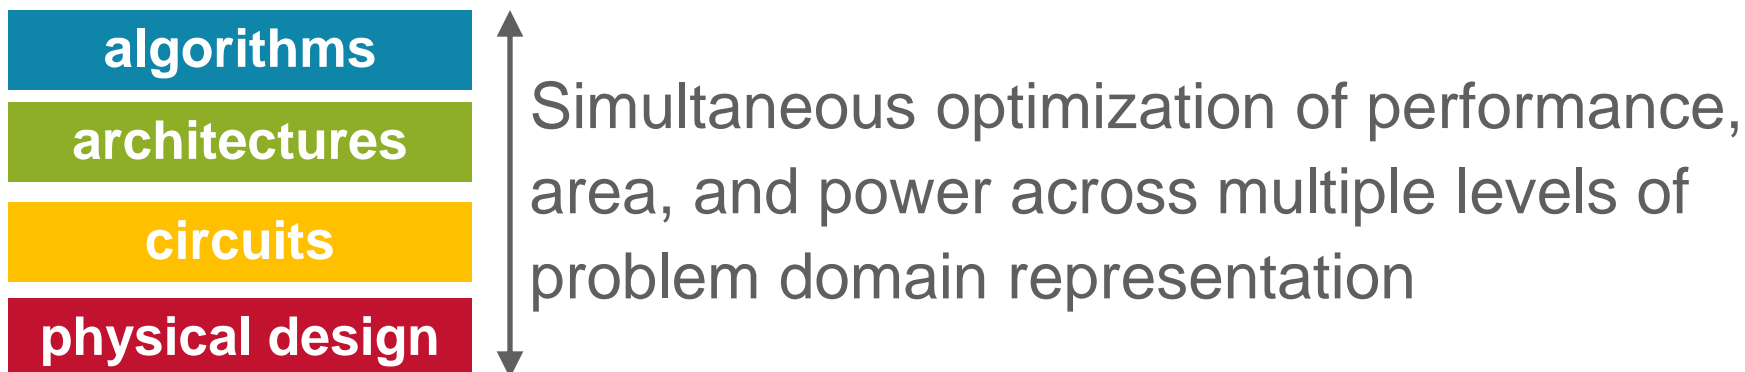 algorithms
architectures
circuits
physical design
Simultaneous optimization of performance,
area, and power across multiple levels of
problem domain representation